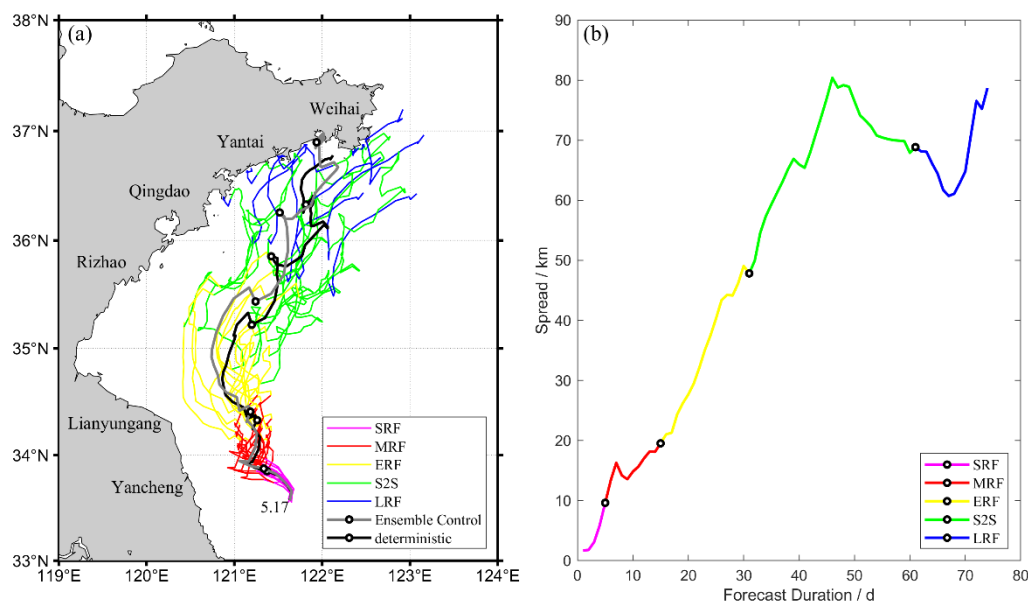 (a)
38°N
37°N
36°N
35°N
34°N
33°N
119°E
120°E
121°E
122°E
123°E
124°E
Weihai
Yantai
Qingdao
Rizhao
Lianyungang
Yancheng
5.17
SRF
MRF
ERF
S2S
LRF
Ensemble Control
deterministic
(b)
Spread / km
90
80
70
60
50
40
30
20
10
0
0
10
20
30
40
50
60
70
80
Forecast Duration / d
SRF
MRF
ERF
S2S
LRF